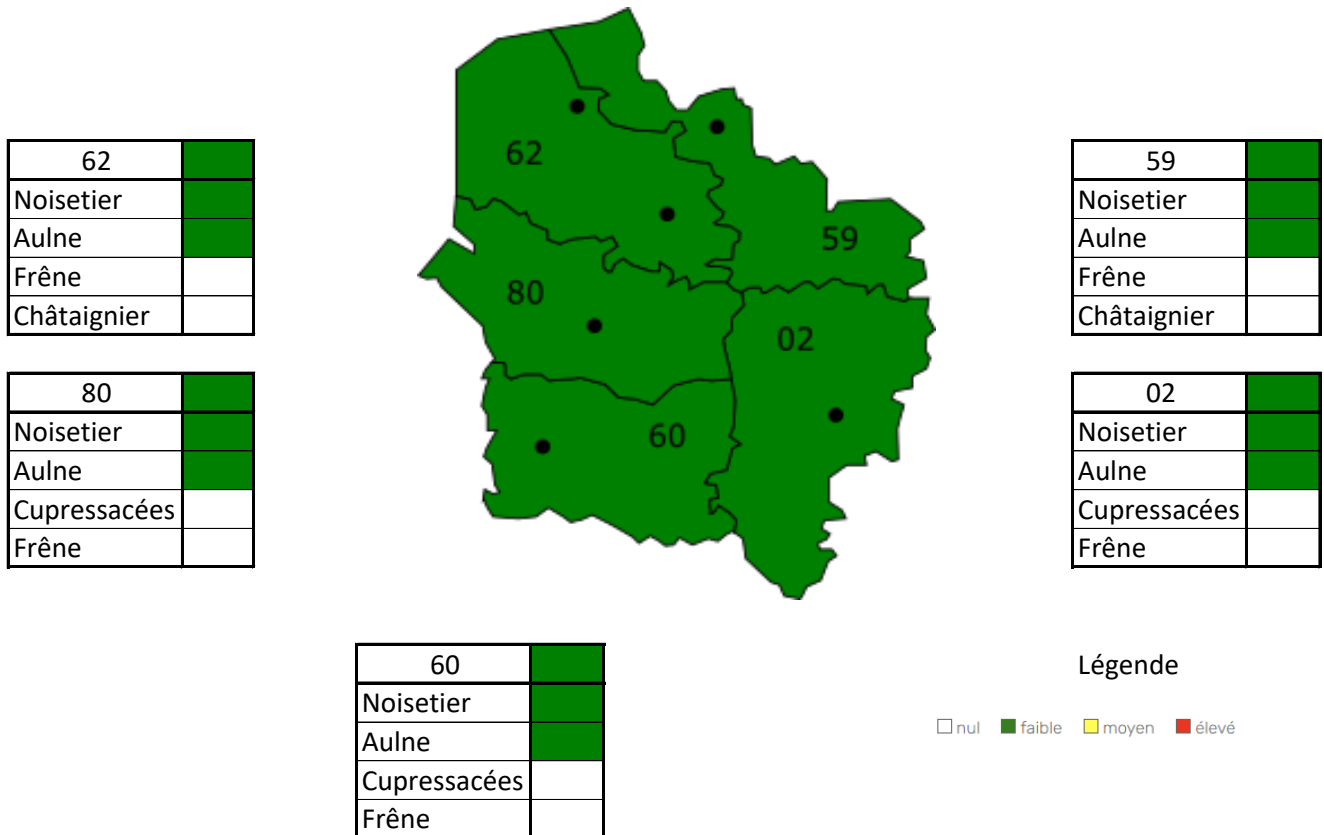 62
Noisetier
Aulne
Frêne
Châtaignier
80
Noisetier
Aulne
Cupressacées
Frêne
62
59
80
02
60
59
Noisetier
Aulne
Frêne
Châtaignier
02
Noisetier
Aulne
Cupressacées
Frêne
60
Noisetier
Aulne
Cupressacées
Frêne
Légende
nul faible moyen élevé